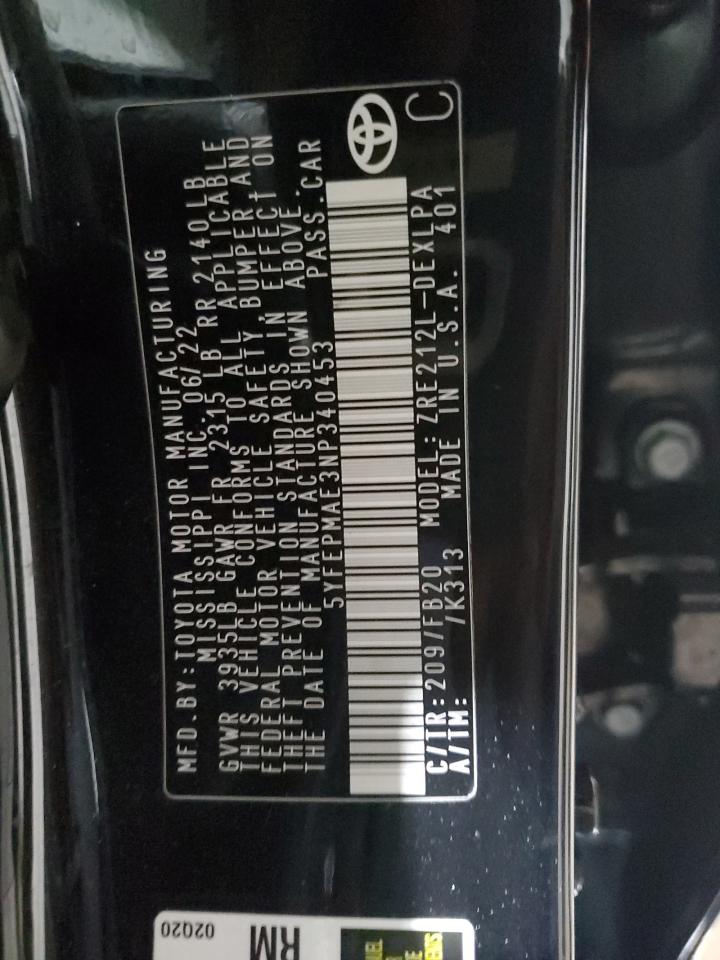 MFD.BY:TOYOTA MOTOR MANUFACTURING
MISSISSIPPI INC. 06/22
GVWR 3935LB GAWR FR 2315 LB RR 2140 LB
THIS VEHICLE CONFORMS TO ALL APPLICABLE
FEDERAL MOTOR VEHICLE SAFETY, BUMPER, AND
THEFT PREVENTION STANDARDS IN EFFECT ON
THE DATE OF MANUFACTURE SHOWN ABOVE.
5YFEPMAE3NP340453 PASS.CAR
C/TR:209/FB20 MODEL:ZRE212L-DEXLPA
A/TM: /K313 MADE IN U.S.A. 401
C
02Q20
RM